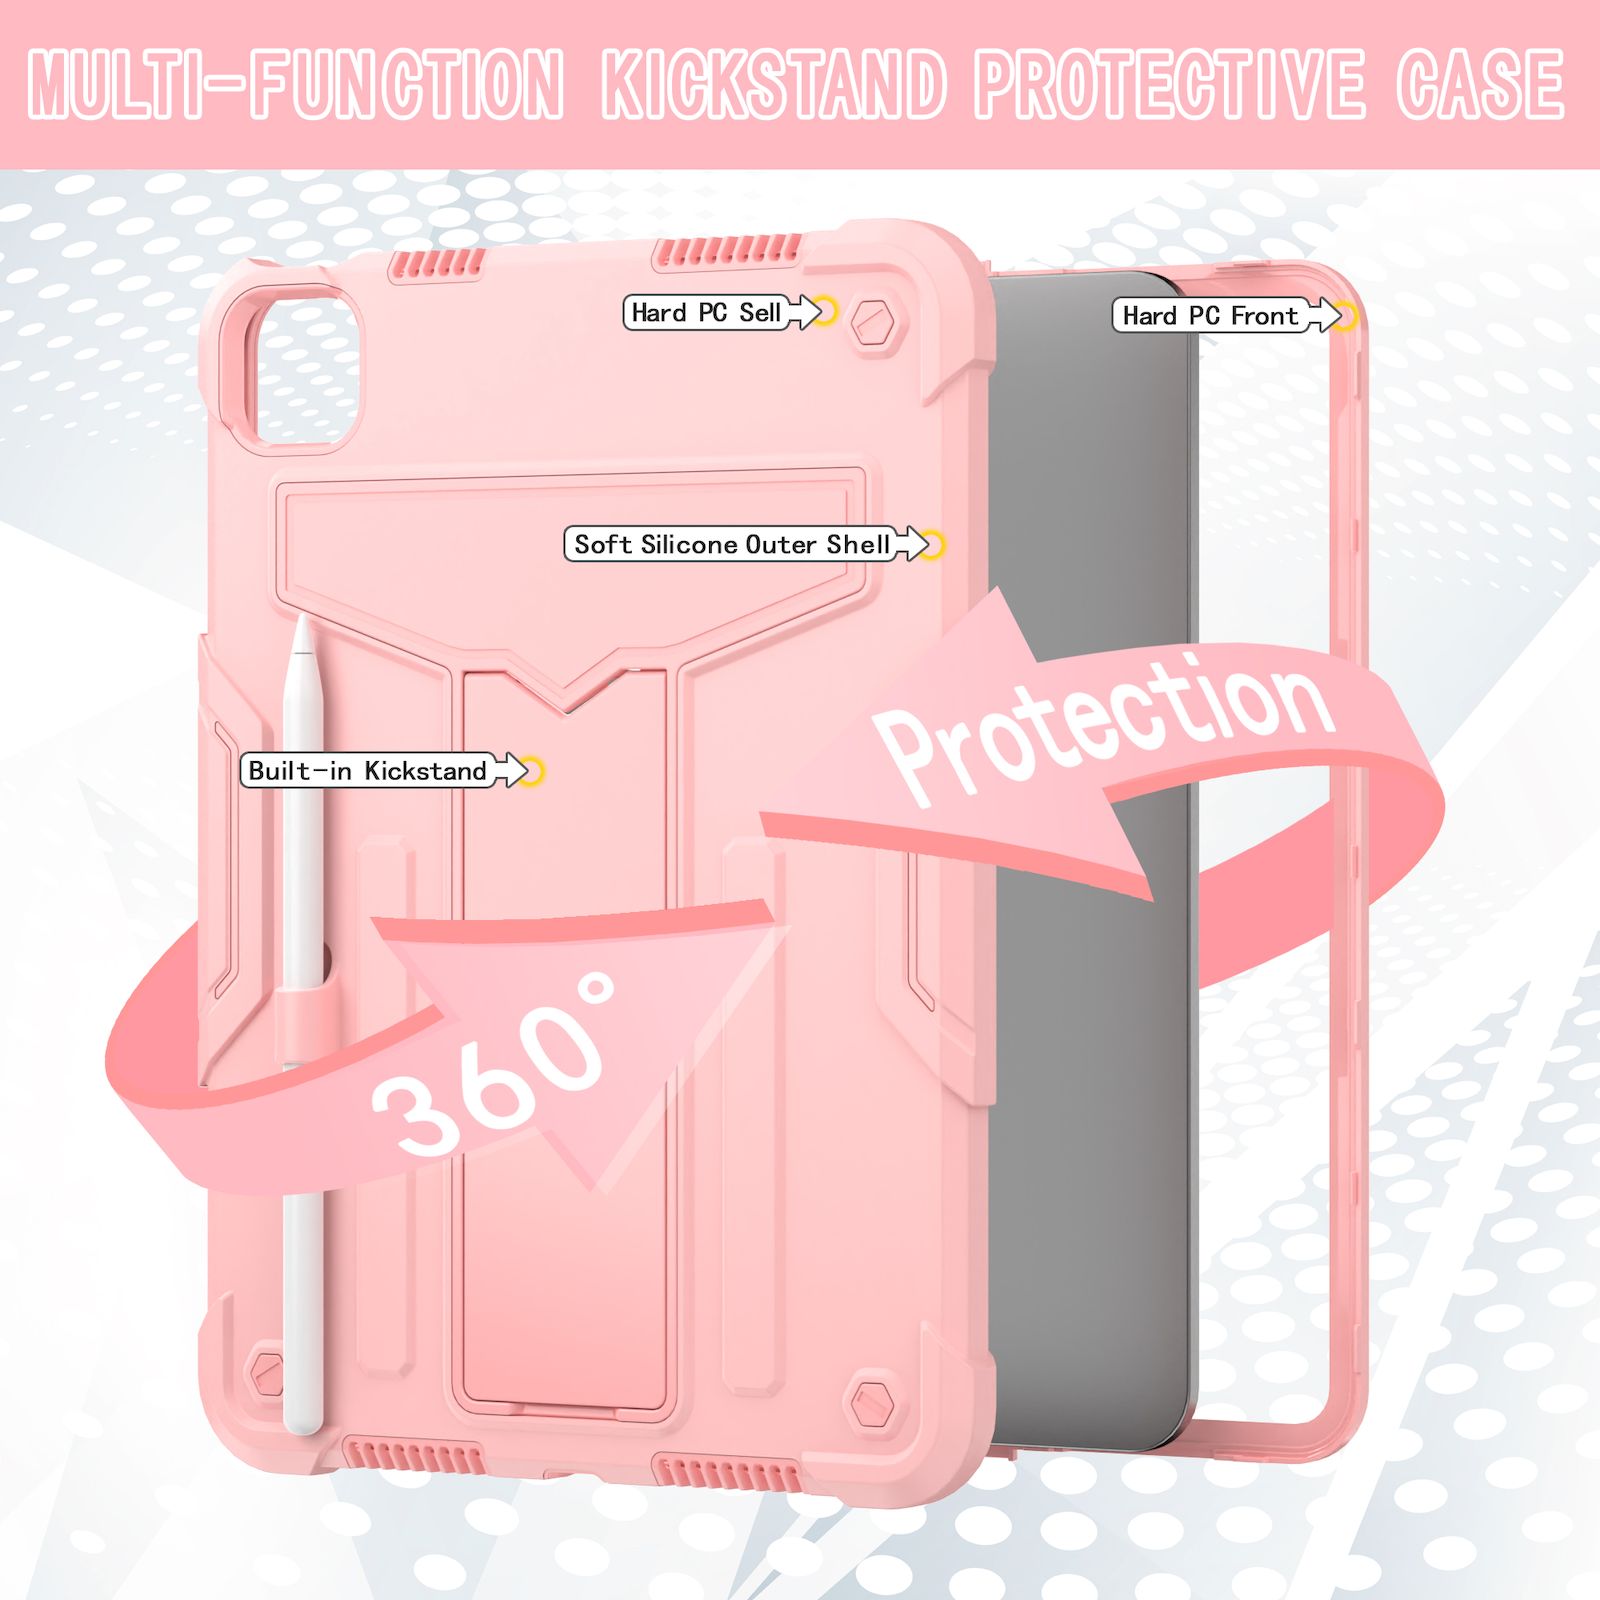 MULTI-FUNCTION KICKSTAND PROTECTIVE CASE
Hard PC Sell
Hard PC Front
Soft Silicone Outer Shell
Protection
Built-in Kickstand
360°